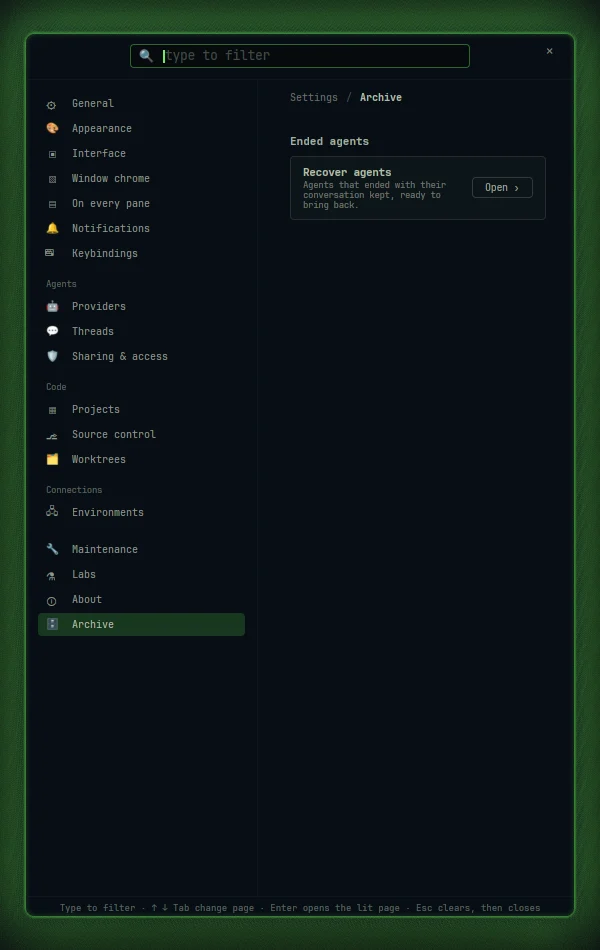 type to filter
×
General
Appearance
Interface
Window chrome
On every pane
Notifications
Keybindings
Agents
Providers
Threads
Sharing & access
Code
Projects
Source control
Worktrees
Connections
Environments
Maintenance
Labs
About
Archive
Settings / Archive
Ended agents
Recover agents
Agents that ended with their
conversation kept, ready to
bring back.
Open ›
Type to filter · ↑ ↓ Tab change page · Enter opens the lit page · Esc clears, then closes